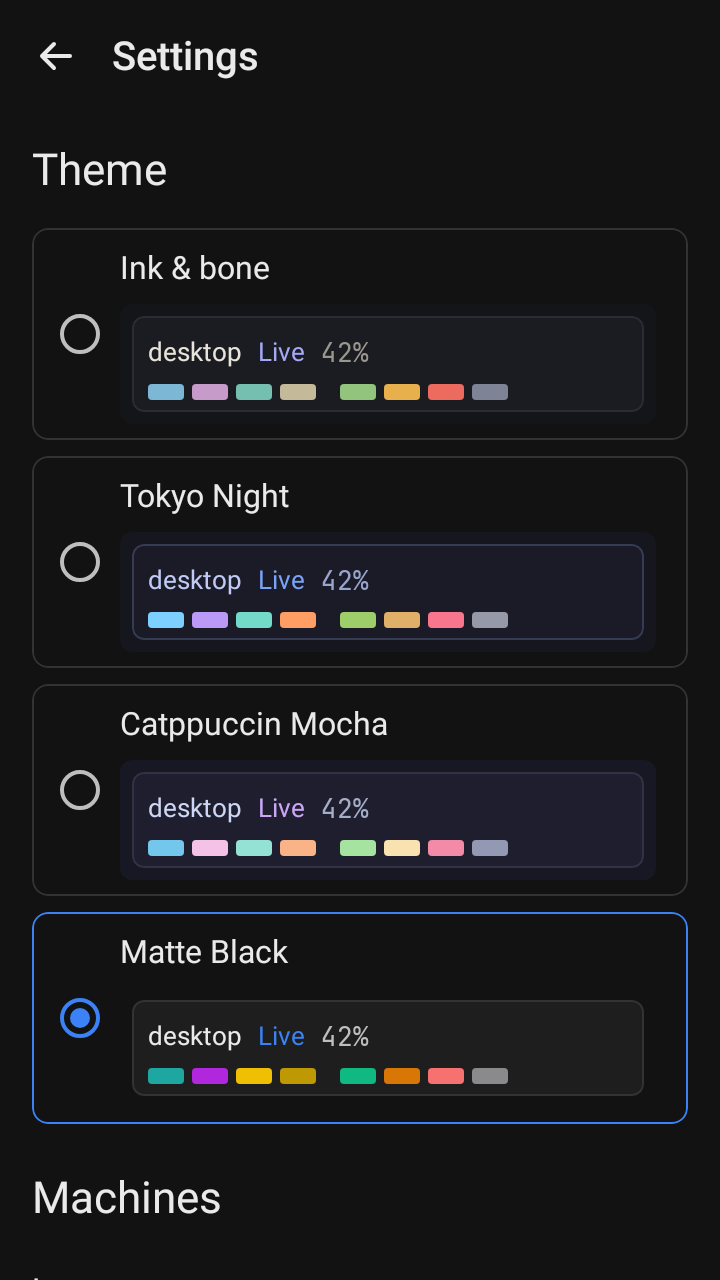 Settings
Theme
Ink & bone
desktop Live 42%
Tokyo Night
desktop Live 42%
Catppuccin Mocha
desktop Live 42%
Matte Black
desktop Live 42%
Machines